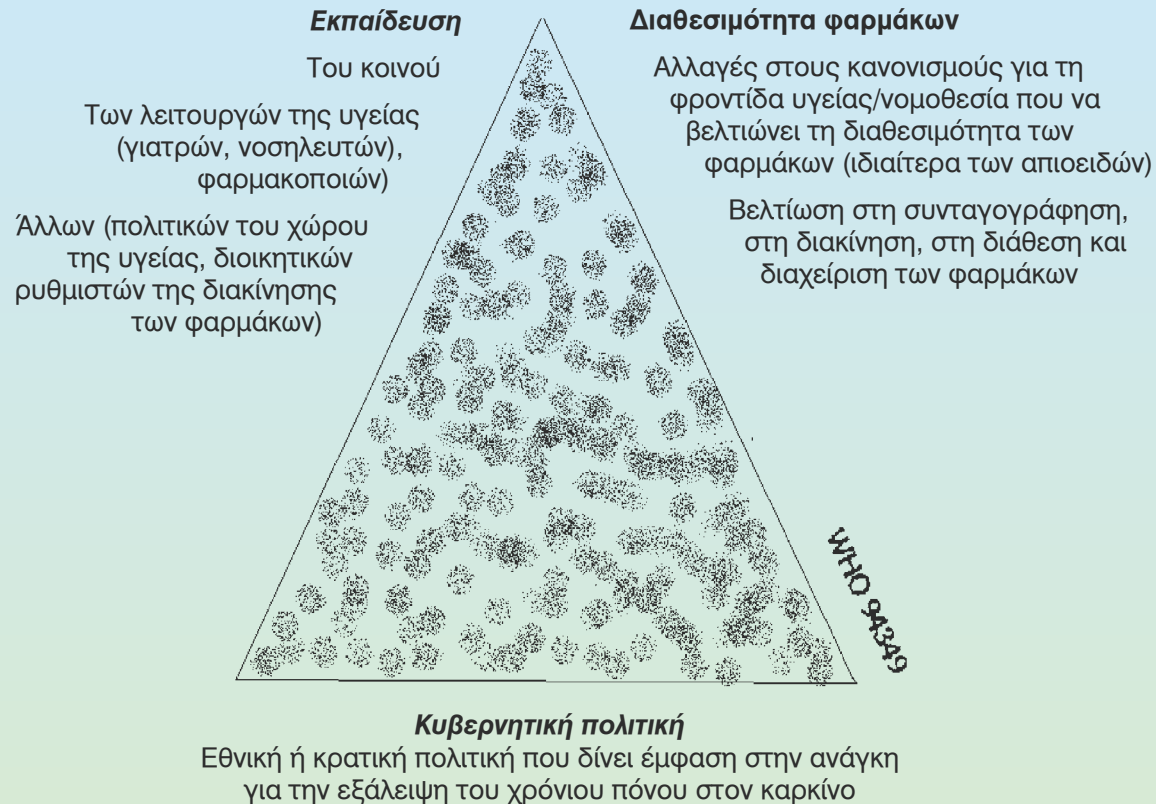 Εκπαίδευση
Του κοινού
Των λειτουργών της υγείας
(γιατρών, νοσηλευτών),
φαρμακοποιών)
Άλλων (πολιτικών του χώρου
της υγείας, διοικητικών
ρυθμιστών της διακίνησης
των φαρμάκων)
Διαθεσιμότητα φαρμάκων
Αλλαγές στους κανονισμούς για τη
φροντίδα υγείας/νομοθεσία που να
βελτιώνει τη διαθεσιμότητα των
φαρμάκων (ιδιαίτερα των απιοειδών)
Βελτίωση στη συνταγογράφηση,
στη διακίνηση, στη διάθεση και
διαχείριση των φαρμάκων
WHO 94349
Κυβερνητική πολιτική
Εθνική ή κρατική πολιτική που δίνει έμφαση στην ανάγκη
για την εξάλειψη του χρόνιου πόνου στον καρκίνο